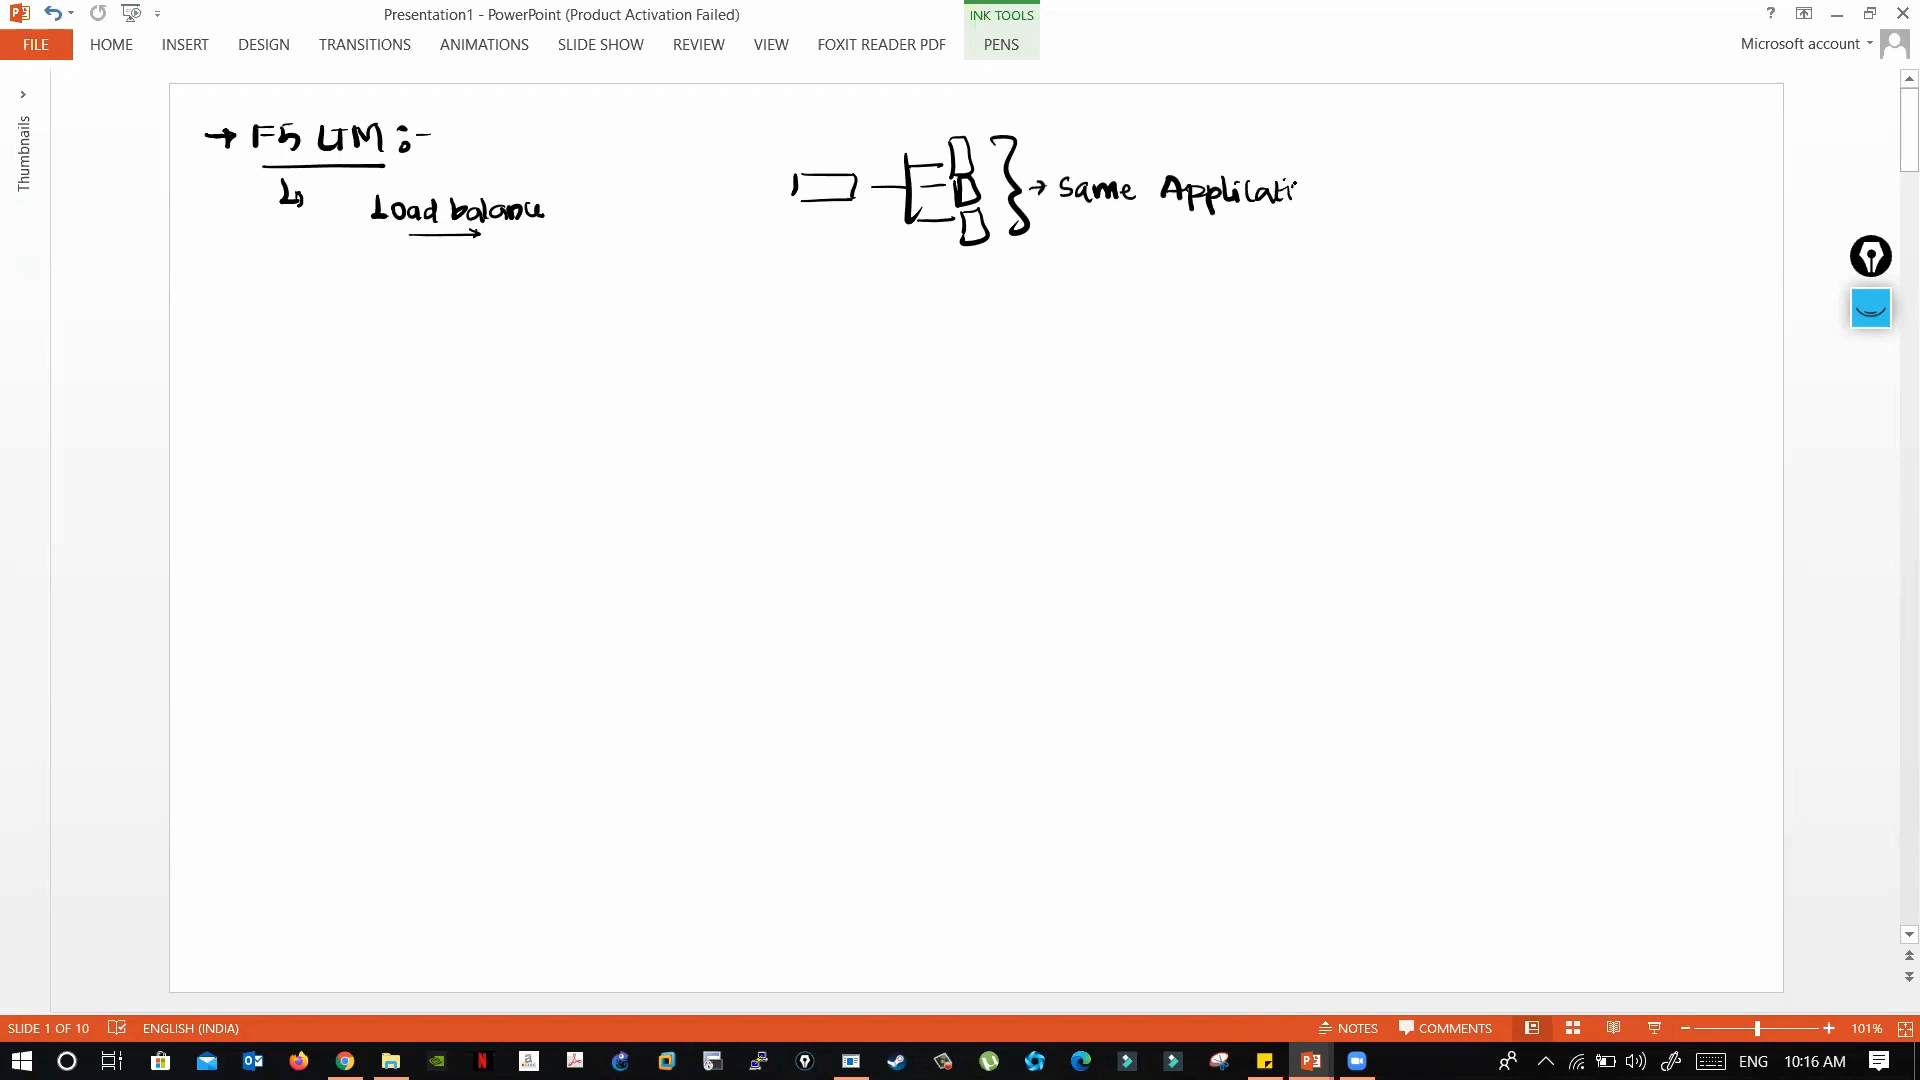 Presentation1 - PowerPoint (Product Activation Failed)
INK TOOLS
?
FILE HOME INSERT DESIGN TRANSITIONS ANIMATIONS SLIDE SHOW REVIEW VIEW FOXIT READER PDF PENS
Microsoft account
Thumbnails
→ F5 LTM :-
Load balance
→ Same Applicati
SLIDE 1 OF 10 ENGLISH (INDIA) NOTES COMMENTS 101%
ENG 10:16 AM